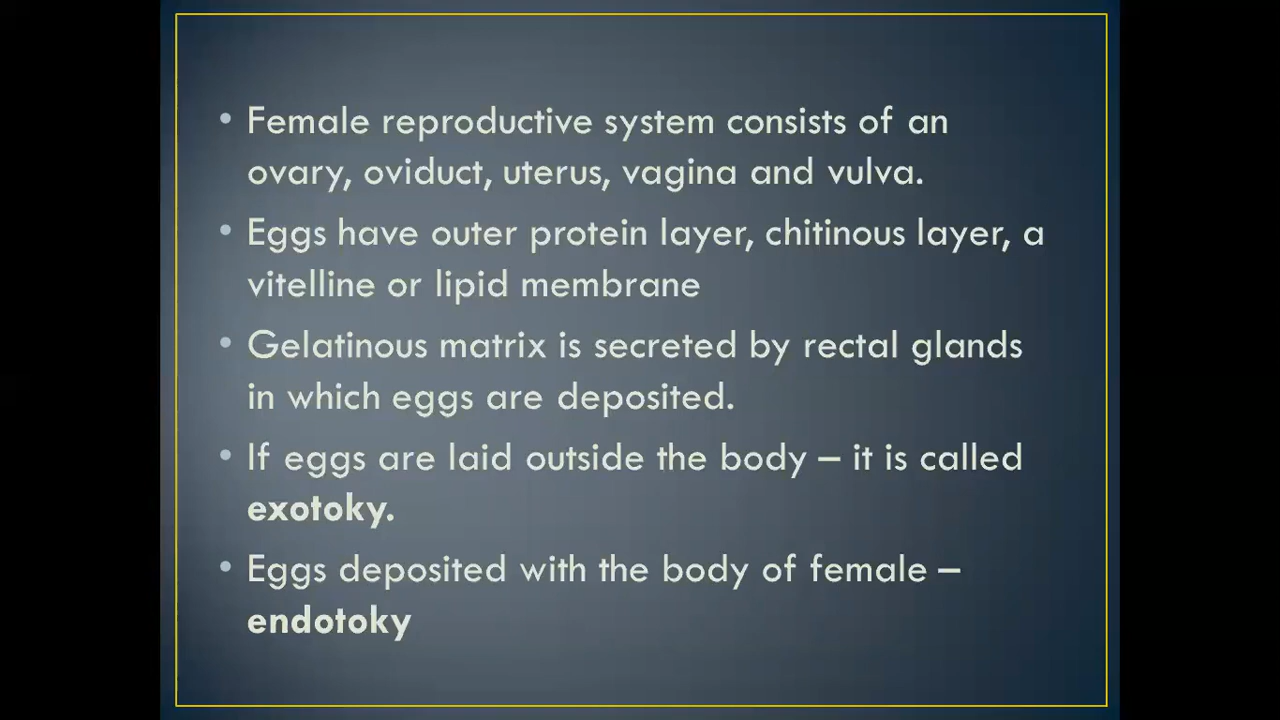 • Female reproductive system consists of an
ovary, oviduct, uterus, vagina and vulva.
• Eggs have outer protein layer, chitinous layer, a
vitelline or lipid membrane
• Gelatinous matrix is secreted by rectal glands
in which eggs are deposited.
• If eggs are laid outside the body – it is called
exotoky.
• Eggs deposited with the body of female –
endotoky